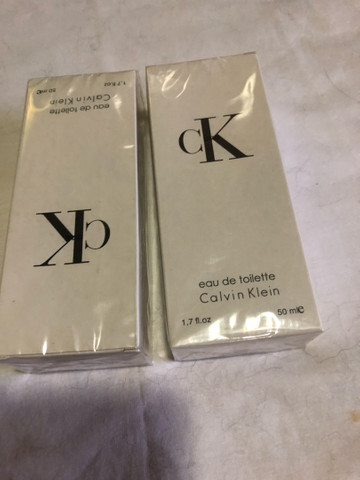 cK
eau de toilette
Calvin Klein
1.7 fl.oz
50 ml℮
cK
eau de toilette
Calvin Klein
1.7 fl.oz
50 ml℮